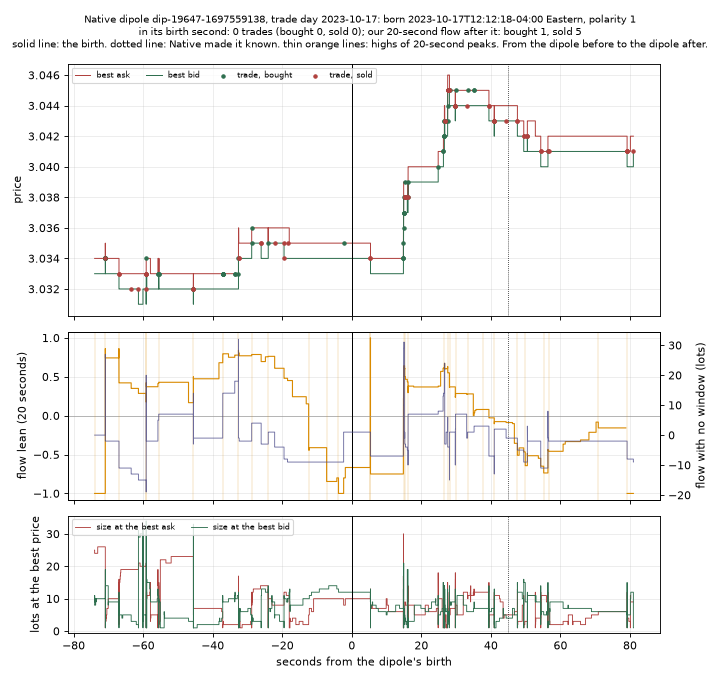 Native dipole dip-19647-1697559138, trade day 2023-10-17: born 2023-10-17T12:12:18-04:00 Eastern, polarity 1
in its birth second: 0 trades (bought 0, sold 0); our 20-second flow after it: bought 1, sold 5
solid line: the birth. dotted line: Native made it known. thin orange lines: highs of 20-second peaks. From the dipole before to the dipole after.
best ask best bid trade, bought trade, sold
3.046
3.044
3.042
3.040
3.038
3.036
3.034
3.032
price
1.0
0.5
0.0
−0.5
−1.0
flow lean (20 seconds)
30
20
10
0
−10
−20
flow with no window (lots)
size at the best ask size at the best bid
30
20
10
0
lots at the best price
−80 −60 −40 −20 0 20 40 60 80
seconds from the dipole's birth